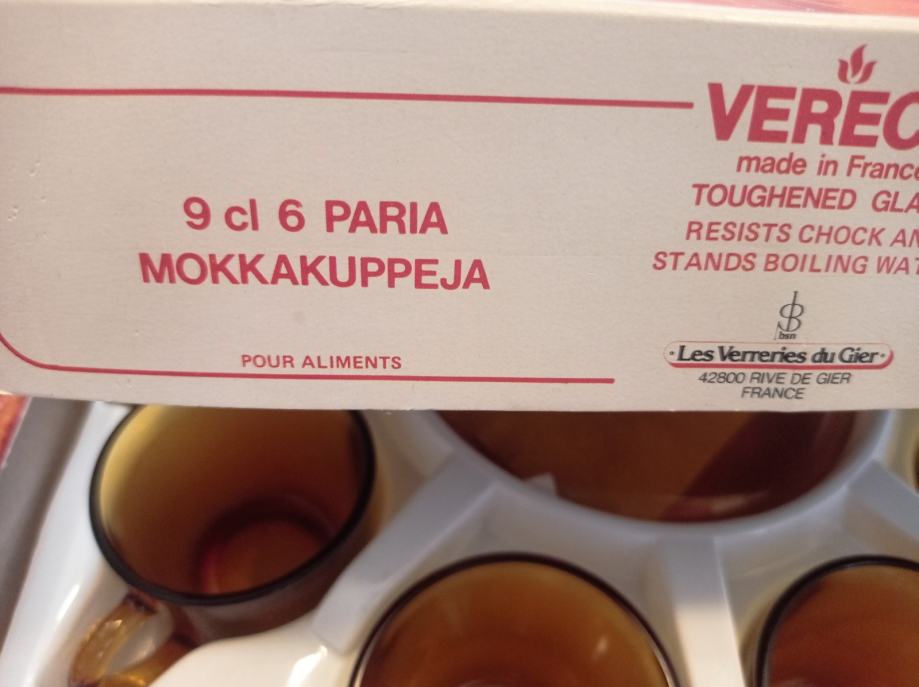 9 cl 6 PARIA
MOKKAKUPPEJA
POUR ALIMENTS
VEREC
made in France
TOUGHENED GLA
RESISTS CHOCK AN
STANDS BOILING WAT
bsn
Les Verreries du Gier
42800 RIVE DE GIER
FRANCE